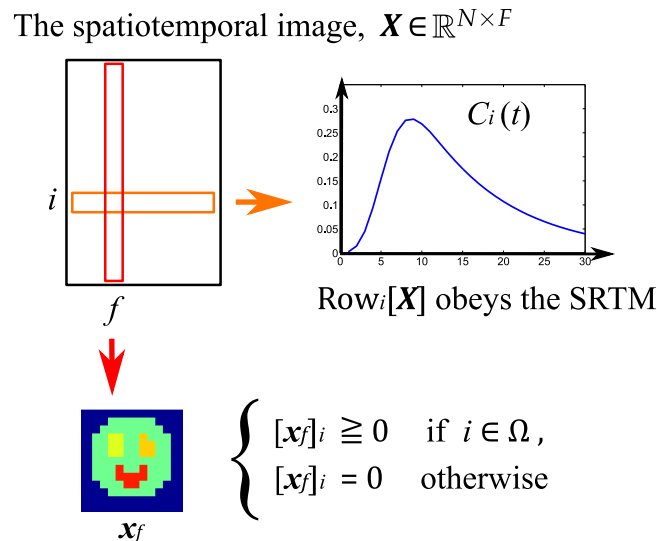 The spatiotemporal image, X ∈ ℝ^{N×F}
i
f
0.3
0.25
0.2
0.15
0.1
0.05
0
0 5 10 15 20 25 30
C_i(t)
Row_i[X] obeys the SRTM
x_f
[x_f]_i ≧ 0 if i ∈ Ω ,
[x_f]_i = 0 otherwise